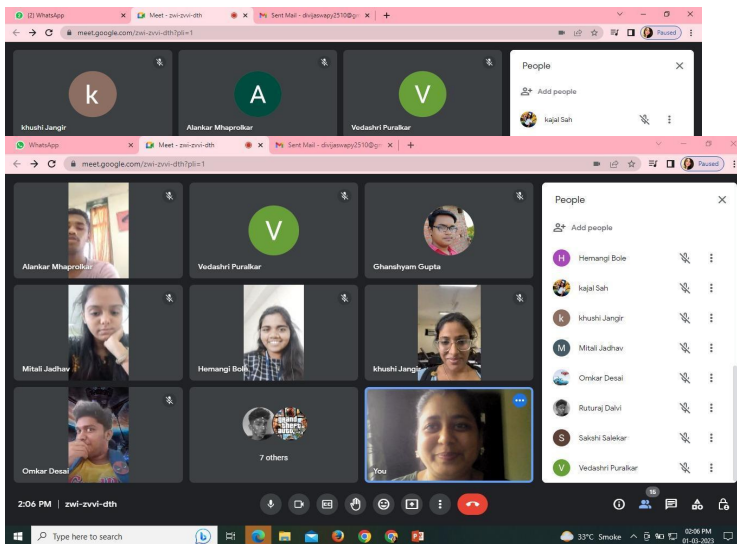 (2) WhatsApp
Meet - zwi-zvvi-dth
Sent Mail - divijaswapy2510@g
meet.google.com/zwi-zvvi-dth?pli=1
Paused
k
A
V
People
Add people
kajal Sah
khushi Jangir
Alankar Mhaprolkar
Vedashri Puralkar
WhatsApp
Meet - zwi-zvvi-dth
Sent Mail - divijaswapy2510@g
meet.google.com/zwi-zvvi-dth?pli=1
Paused
Alankar Mhaprolkar
V
Vedashri Puralkar
Ghanshyam Gupta
Mitali Jadhav
Hemangi Bole
khushi Jangir
Omkar Desai
grand theft auto
7 others
You
People
Add people
H Hemangi Bole
kajal Sah
k khushi Jangir
M Mitali Jadhav
Omkar Desai
Ruturaj Dalvi
S Sakshi Salekar
V Vedashri Puralkar
2:06 PM | zwi-zvvi-dth
15
Type here to search
33°C Smoke
02:06 PM
01-03-2023